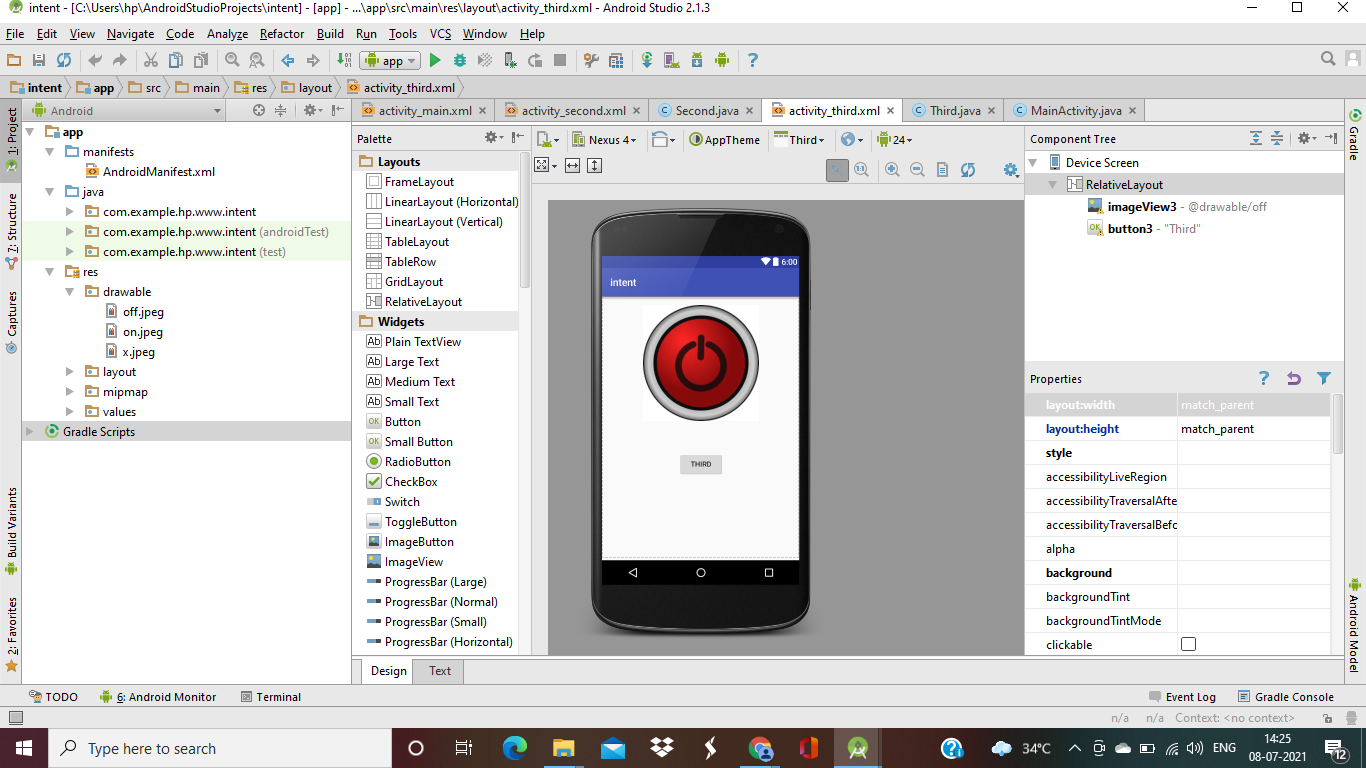 intent - [C:\Users\hp\AndroidStudioProjects\intent] - [app] - ...\app\src\main\res\layout\activity_third.xml - Android Studio 2.1.3
File Edit View Navigate Code Analyze Refactor Build Run Tools VCS Window Help
app
intent app src main res layout activity_third.xml
1: Project
7: Structure
Captures
Build Variants
2: Favorites
Android
app
manifests
AndroidManifest.xml
java
com.example.hp.www.intent
com.example.hp.www.intent (androidTest)
com.example.hp.www.intent (test)
res
drawable
off.jpeg
on.jpeg
x.jpeg
layout
mipmap
values
Gradle Scripts
activity_main.xml activity_second.xml Second.java activity_third.xml Third.java MainActivity.java
Palette
Layouts
FrameLayout
LinearLayout (Horizontal)
LinearLayout (Vertical)
TableLayout
TableRow
GridLayout
RelativeLayout
Widgets
Plain TextView
Large Text
Medium Text
Small Text
Button
Small Button
RadioButton
CheckBox
Switch
ToggleButton
ImageButton
ImageView
ProgressBar (Large)
ProgressBar (Normal)
ProgressBar (Small)
ProgressBar (Horizontal)
Nexus 4 AppTheme Third 24
6:00
intent
THIRD
Component Tree
Device Screen
RelativeLayout
imageView3 - @drawable/off
button3 - "Third"
Properties
layout:width match_parent
layout:height match_parent
style
accessibilityLiveRegion
accessibilityTraversalAfte
accessibilityTraversalBefo
alpha
background
backgroundTint
backgroundTintMode
clickable
Gradle
Android Model
Design Text
TODO 6: Android Monitor Terminal Event Log Gradle Console
n/a n/a Context: <no context>
Type here to search 34°C ENG 14:25
08-07-2021 12